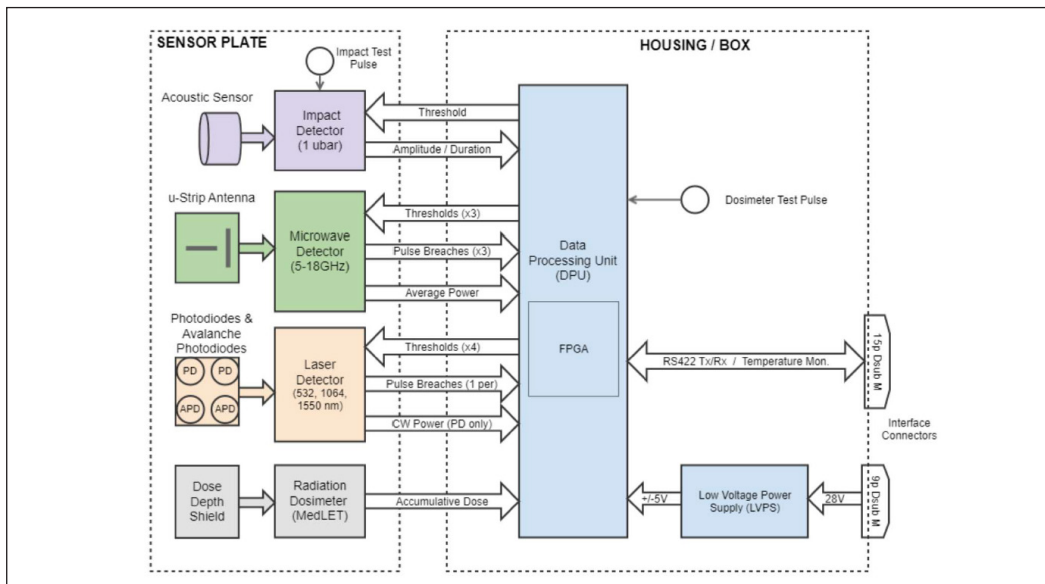 SENSOR PLATE
HOUSING / BOX
Impact Test
Pulse
Acoustic Sensor
Impact
Detector
(1 ubar)
Threshold
Amplitude / Duration
u-Strip Antenna
Microwave
Detector
(5-18GHz)
Thresholds (x3)
Pulse Breaches (x3)
Average Power
Dosimeter Test Pulse
Data
Processing Unit
(DPU)
FPGA
Photodiodes &
Avalanche
Photodiodes
PD
PD
APD
APD
Laser
Detector
(532, 1064,
1550 nm)
Thresholds (x4)
Pulse Breaches (1 per)
CW Power (PD only)
RS422 Tx/Rx / Temperature Mon.
15p Dsub M
Interface
Connectors
Dose
Depth
Shield
Radiation
Dosimeter
(MedLET)
Accumulative Dose
+/-5V
Low Voltage Power
Supply (LVPS)
28V
9p Dsub M